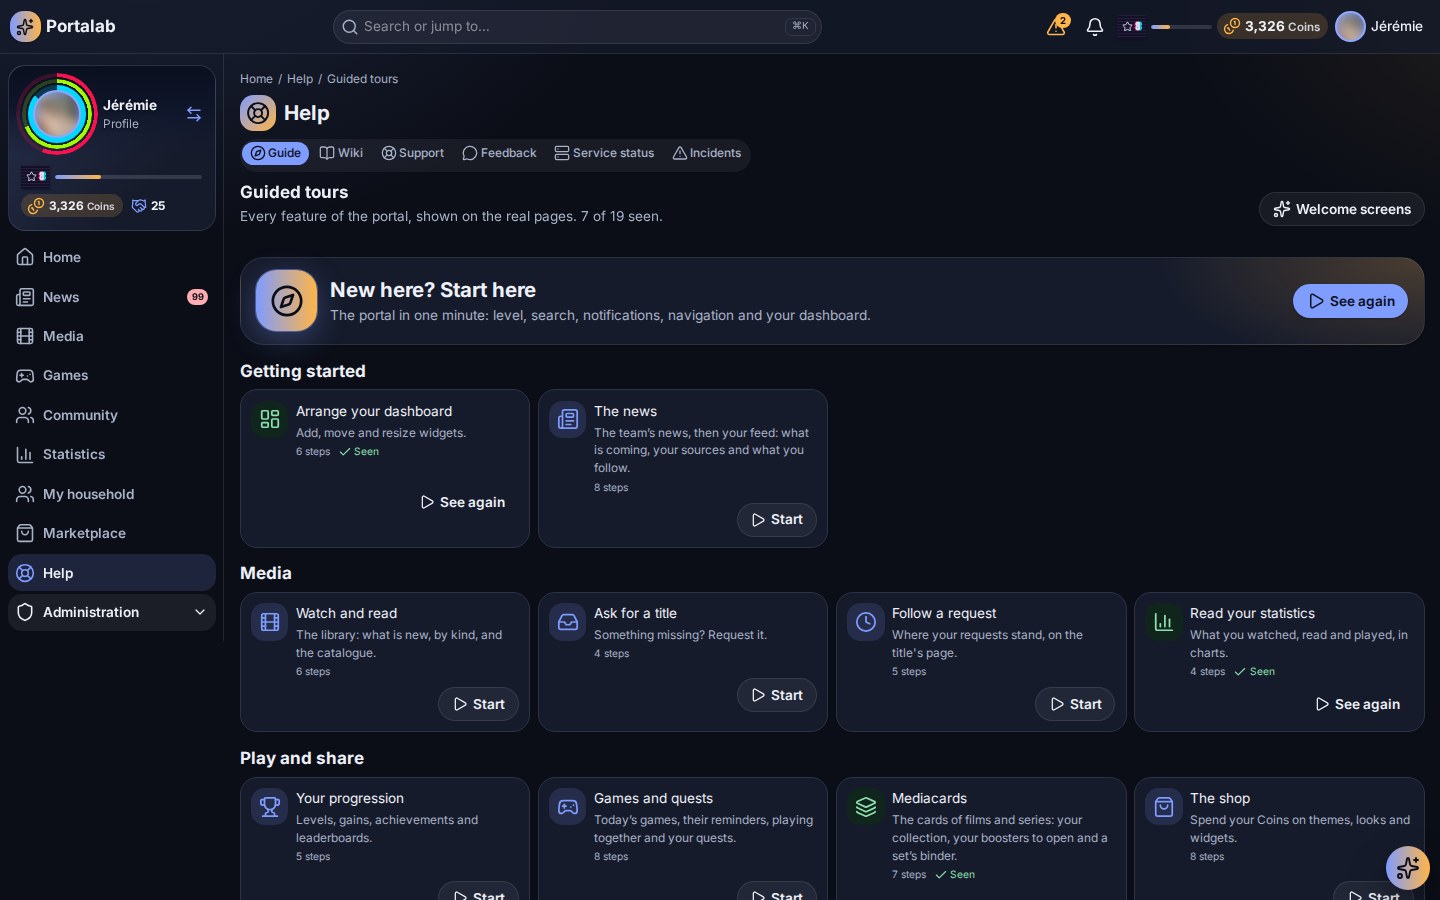 Portalab
Search or jump to...
⌘K
2
3,326 Coins
Jérémie
Jérémie
Profile
3,326 Coins
25
Home
News
99
Media
Games
Community
Statistics
My household
Marketplace
Help
Administration
Home / Help / Guided tours
Help
Guide
Wiki
Support
Feedback
Service status
Incidents
Guided tours
Every feature of the portal, shown on the real pages. 7 of 19 seen.
Welcome screens
New here? Start here
The portal in one minute: level, search, notifications, navigation and your dashboard.
See again
Getting started
Arrange your dashboard
Add, move and resize widgets.
6 steps
Seen
See again
The news
The team's news, then your feed: what
is coming, your sources and what you
follow.
8 steps
Start
Media
Watch and read
The library: what is new, by kind, and
the catalogue.
6 steps
Start
Ask for a title
Something missing? Request it.
4 steps
Start
Follow a request
Where your requests stand, on the
title's page.
5 steps
Start
Read your statistics
What you watched, read and played, in
charts.
4 steps
Seen
See again
Play and share
Your progression
Levels, gains, achievements and
leaderboards.
5 steps
Start
Games and quests
Today's games, their reminders, playing
together and your quests.
8 steps
Start
Mediacards
The cards of films and series: your
collection, your boosters to open and a
set's binder.
7 steps
Seen
The shop
Spend your Coins on themes, looks and
widgets.
8 steps
Start